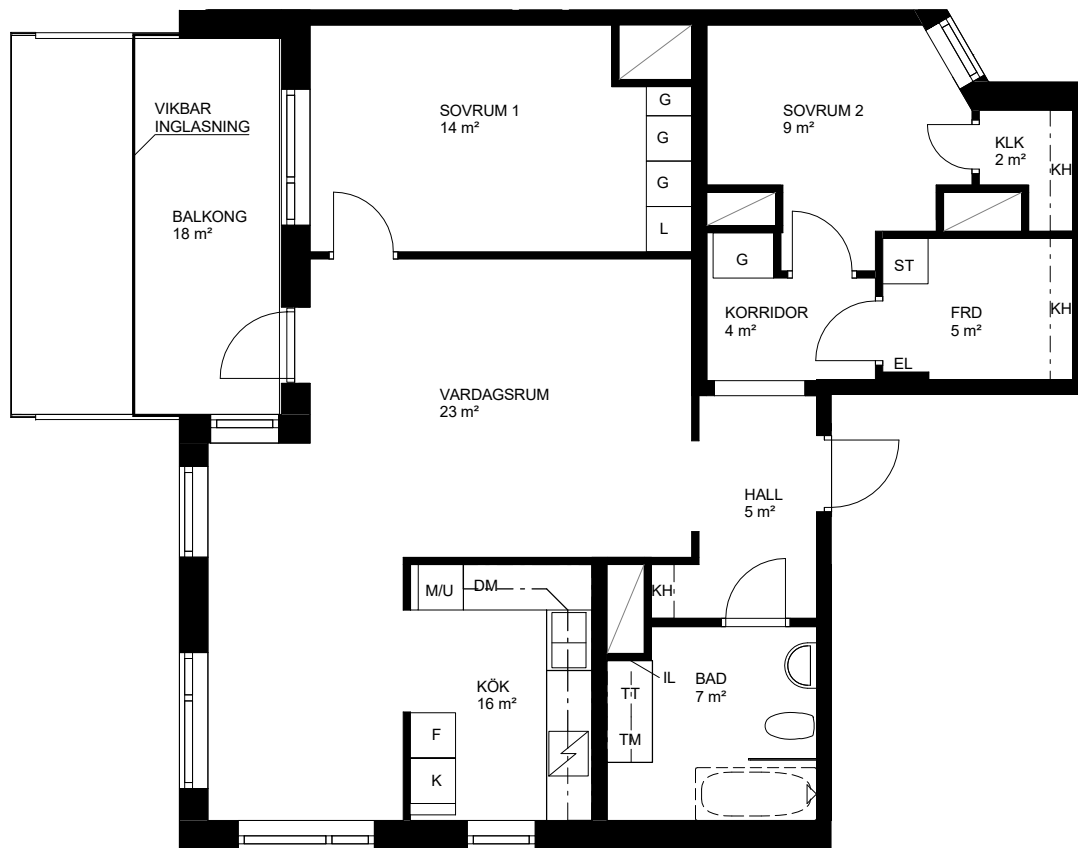 VIKBAR
INGLASNING
BALKONG
18 m²
SOVRUM 1
14 m²
G
G
G
L
SOVRUM 2
9 m²
KLK
2 m²
KH
G
KORRIDOR
4 m²
ST
FRD
5 m²
KH
EL
VARDAGSRUM
23 m²
HALL
5 m²
M/U
DM
KH
KÖK
16 m²
F
K
IL
TT
TM
BAD
7 m²